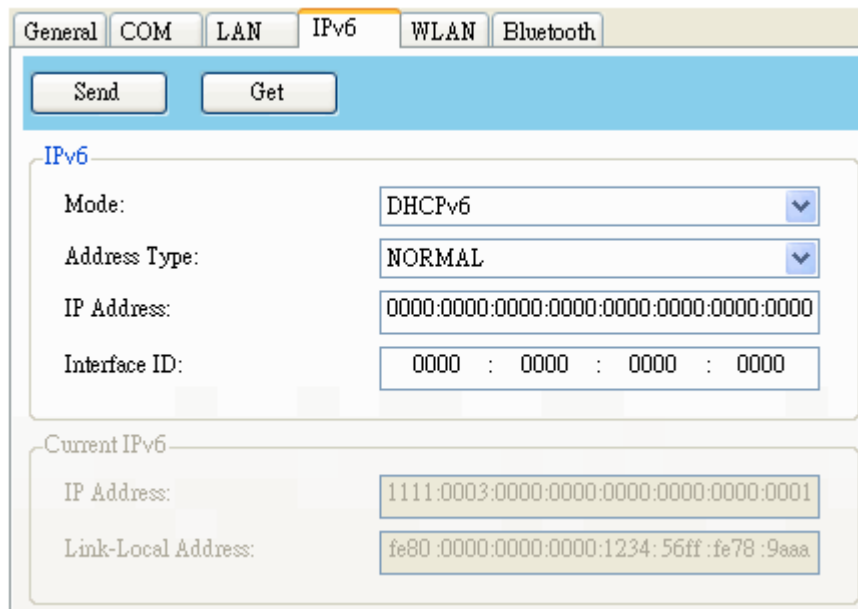 General COM LAN IPv6 WLAN Bluetooth
Send Get
IPv6
Mode: DHCPv6
Address Type: NORMAL
IP Address: 0000:0000:0000:0000:0000:0000:0000:0000
Interface ID: 0000 : 0000 : 0000 : 0000
Current IPv6
IP Address: 1111:0003:0000:0000:0000:0000:0000:0001
Link-Local Address: fe80 :0000:0000:0000:1234: 56ff :fe78 :9aaa